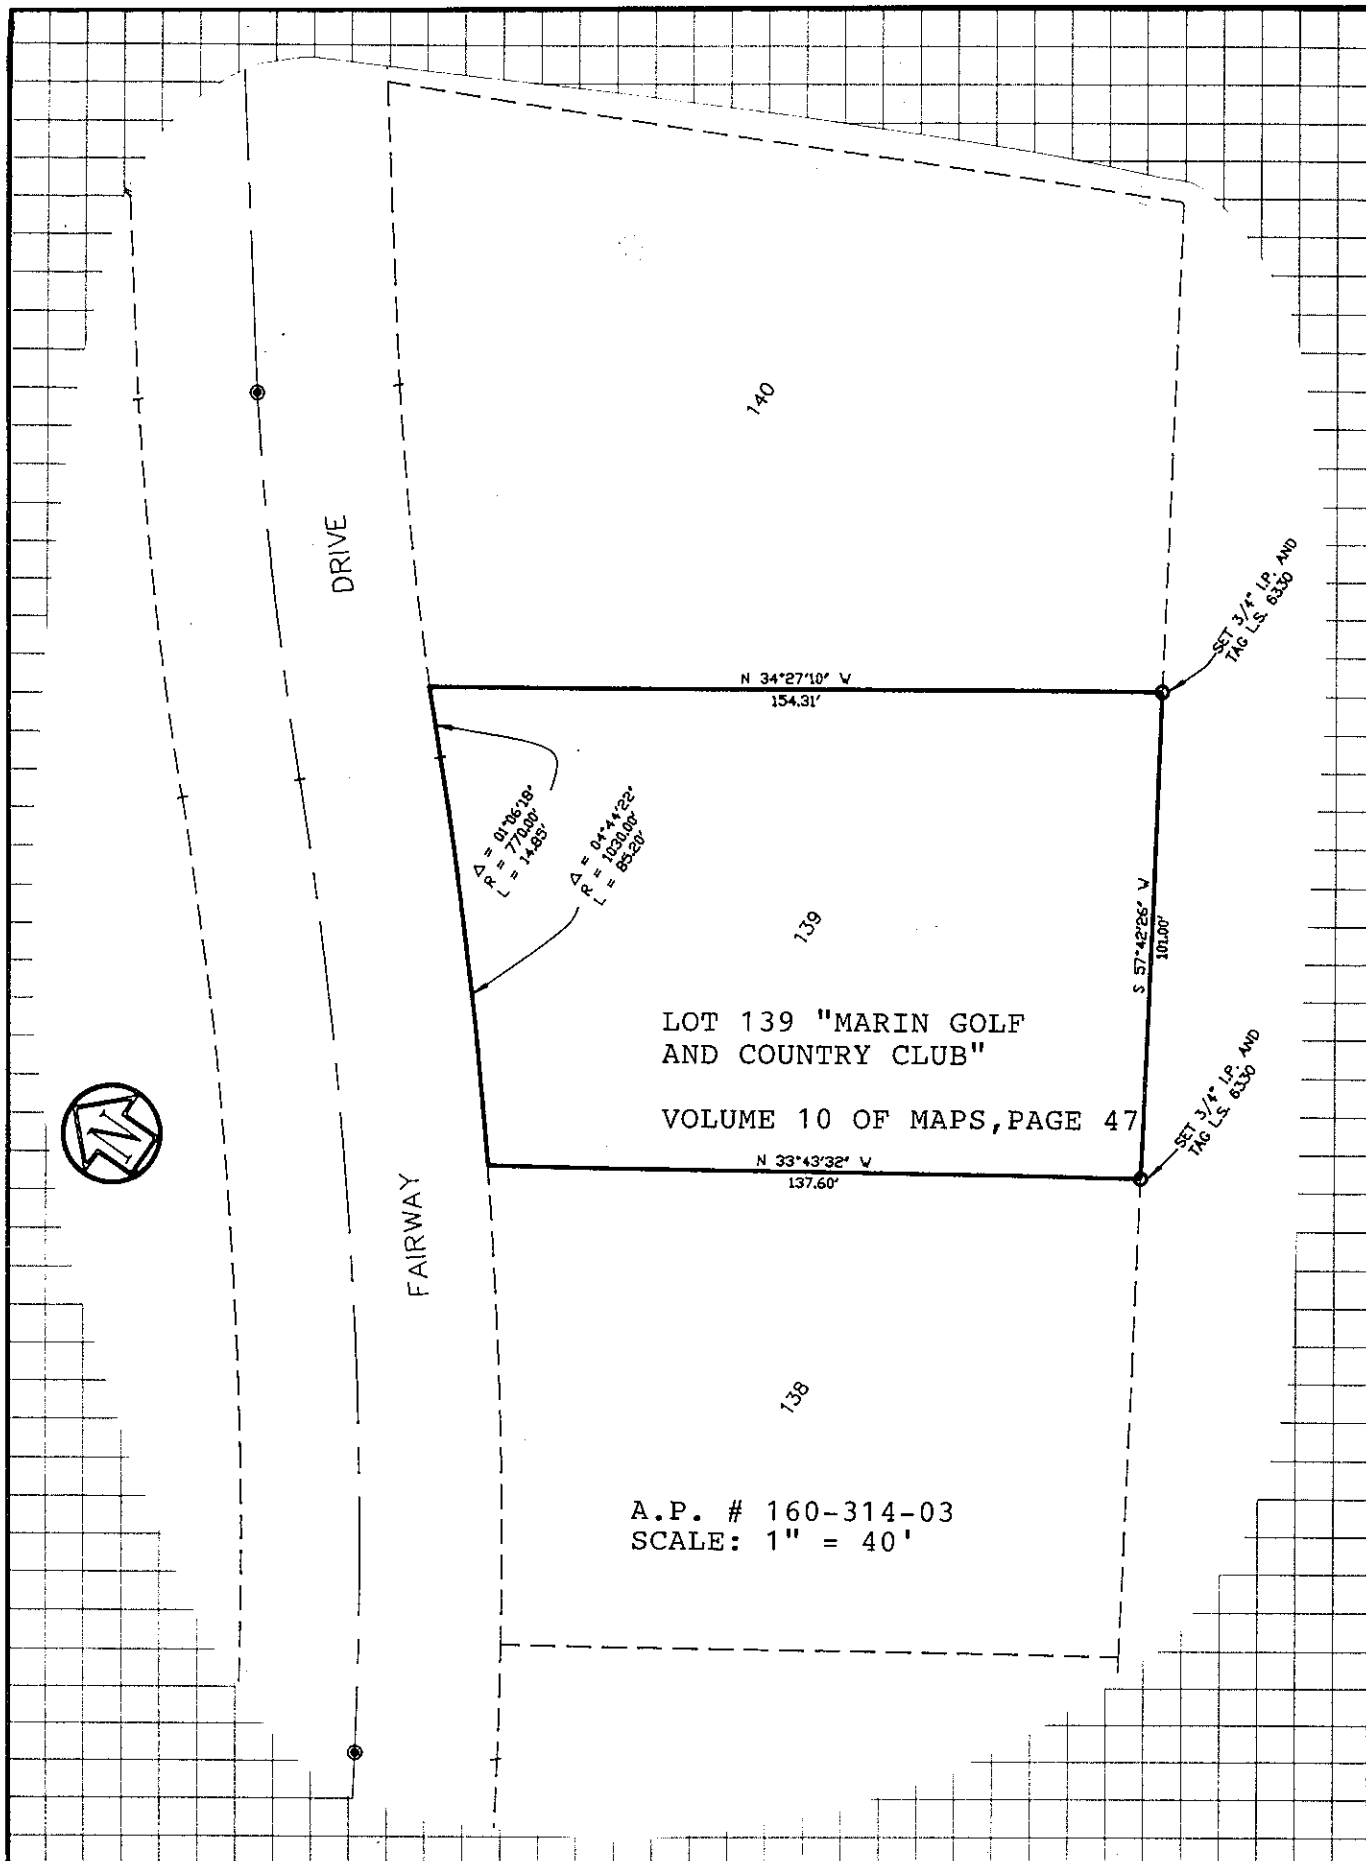 140
DRIVE
SET 3/4" I.P. AND
TAG L.S. 6330
N 34°27'10" W
154.31'
Δ = 01°06'18"
R = 770.00'
L = 14.85'
Δ = 04°44'22"
R = 1030.00'
L = 85.20'
139
S 57°42'26" W
101.00'
LOT 139 "MARIN GOLF
AND COUNTRY CLUB"
VOLUME 10 OF MAPS,PAGE 47
SET 3/4" I.P. AND
TAG L.S. 6330
N
N 33°43'32" W
137.60'
FAIRWAY
138
A.P. # 160-314-03
SCALE: 1" = 40'